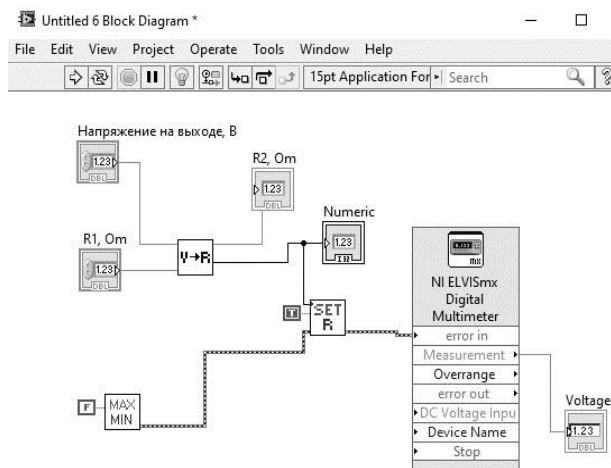 Untitled 6 Block Diagram *
File Edit View Project Operate Tools Window Help
15pt Application For Search
Напряжение на выходе, В
1.23
DBL
R2, Om
1.23
DBL
Numeric
1.23
R1, Om
1.23
DBL
V→R
T
SET
R
F
MAX
MIN
mx
NI ELVISmx
Digital
Multimeter
error in
Measurement
Overrange
error out
DC Voltage Inpu
Device Name
Stop
Voltage
1.23
DBL